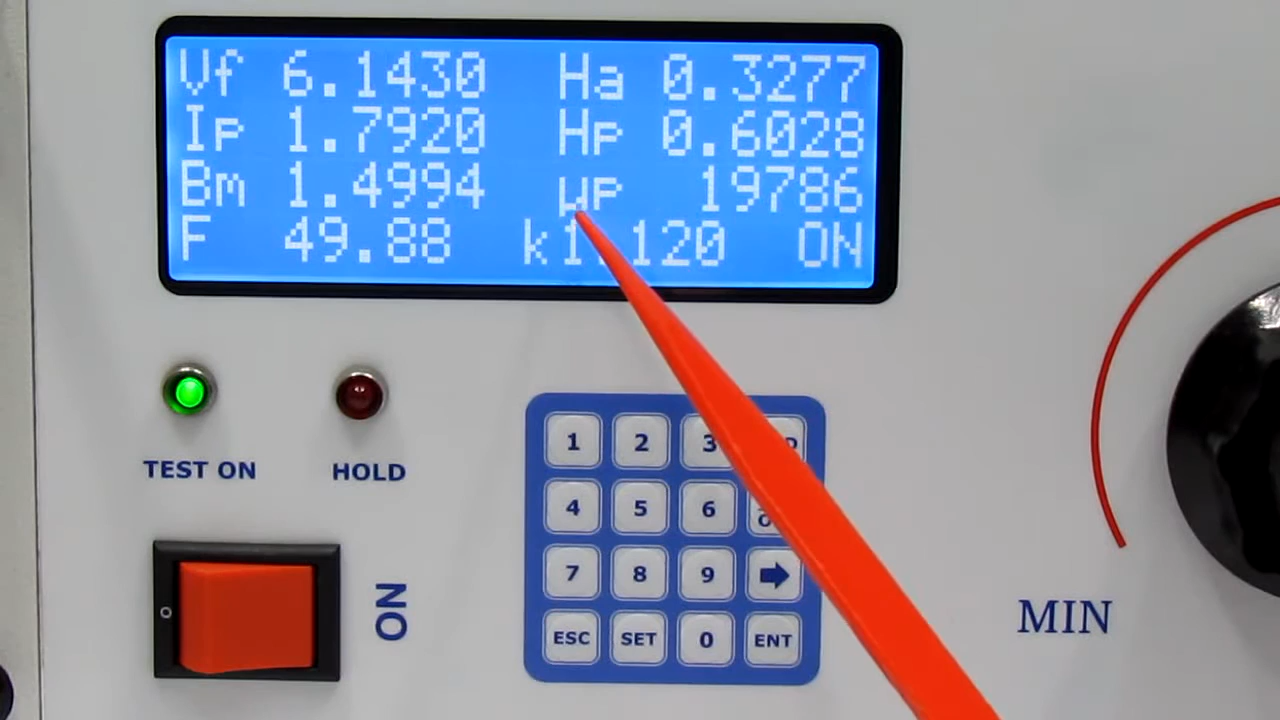 Vf 6.1430 Ha 0.3277
Ip 1.7920 Hp 0.6028
Bm 1.4994 µp 19786
F 49.88 k1.120 ON
TEST ON
HOLD
1 2 3
4 5 6
7 8 9
ESC SET 0 ENT
O
ON
MIN